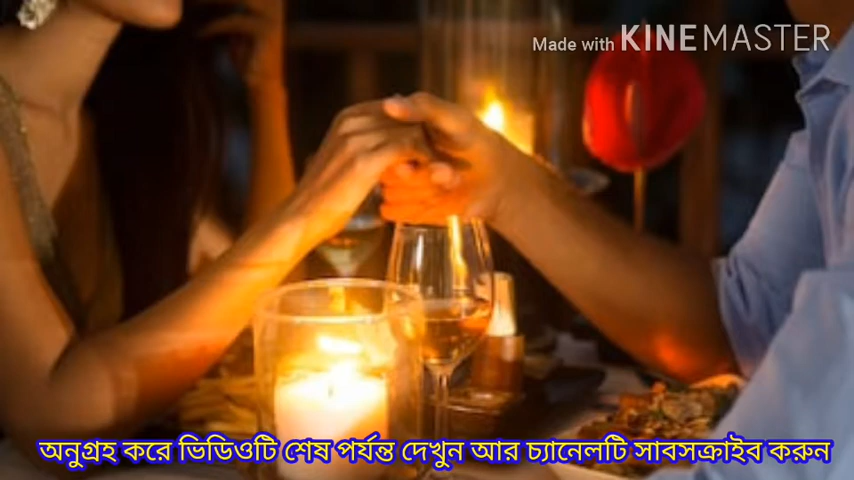 Made with KINEMASTER
অনুগ্রহ করে ভিডিওটি শেষ পর্যন্ত দেখুন আর চ্যানেলটি সাবসক্রাইব করুন